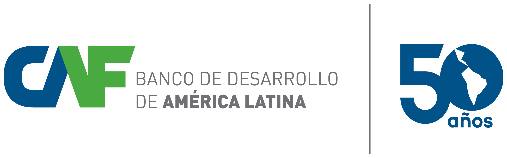 CAF BANCO DE DESARROLLO
DE AMÉRICA LATINA
50
años